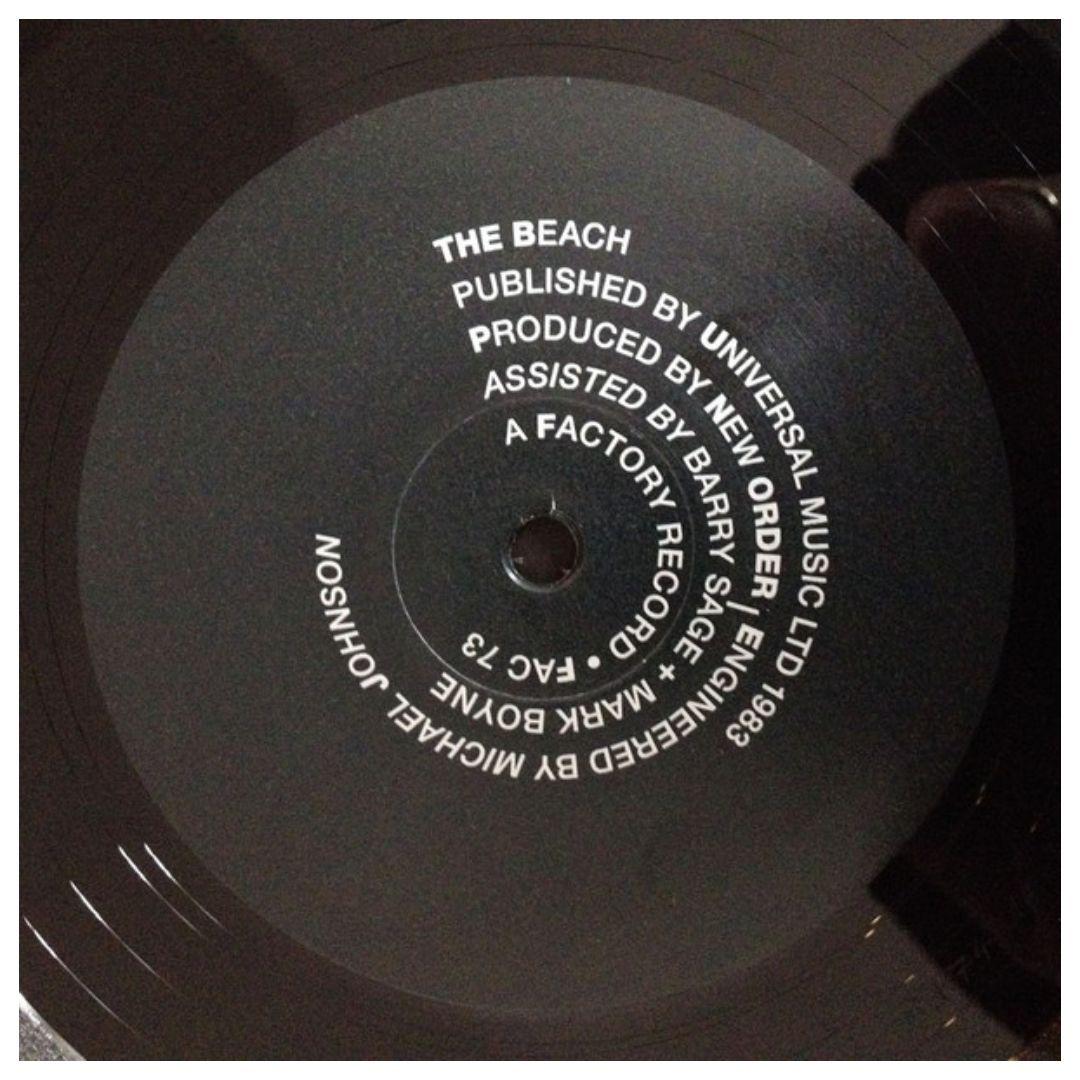 THE BEACH
PUBLISHED BY UNIVERSAL MUSIC LTD 1983
PRODUCED BY NEW ORDER / ENGINEERED BY MICHAEL JOHNSON
ASSISTED BY BARRY SAGE + MARK BOYNE
A FACTORY RECORD • FAC 73